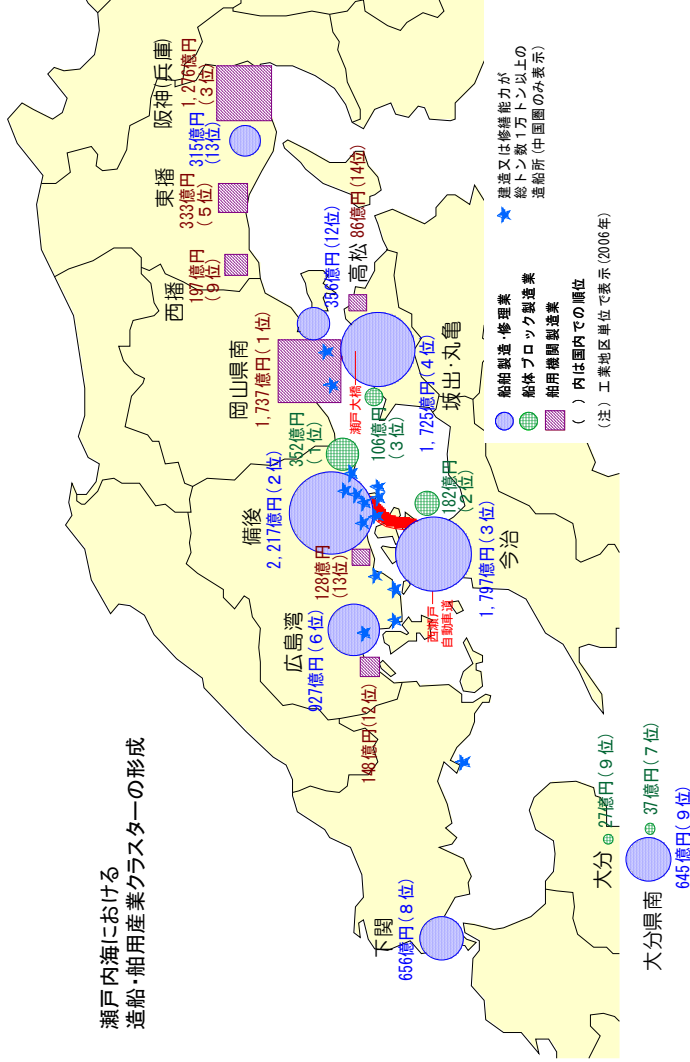 瀬戸内海における
造船・舶用産業クラスターの形成
下関
656億円(8位)
大分
27億円(9位)
37億円(7位)
大分県南
645億円(9位)
広島湾
927億円(6位)
148億円(12位)
128億円
(13位)
備後
2,217億円(2位)
352億円
(1位)
西瀬戸
自動車道
今治
1,797億円(3位)
182億円
(2位)
岡山県南
1,737億円(1位)
瀬戸大橋
106億円
(3位)
坂出・丸亀
1,725億円(4位)
396億円(12位)
高松
86億円(14位)
西播
197億円
(9位)
東播
333億円
(5位)
315億円
(13位)
阪神(兵庫)
1,276億円
(3位)
船舶製造・修理業
船体ブロック製造業
舶用機関製造業
( )内は国内での順位
(注)工業地区単位で表示(2006年)
建造又は修繕能力が
総トン数1万トン以上の
造船所(中国圏のみ表示)